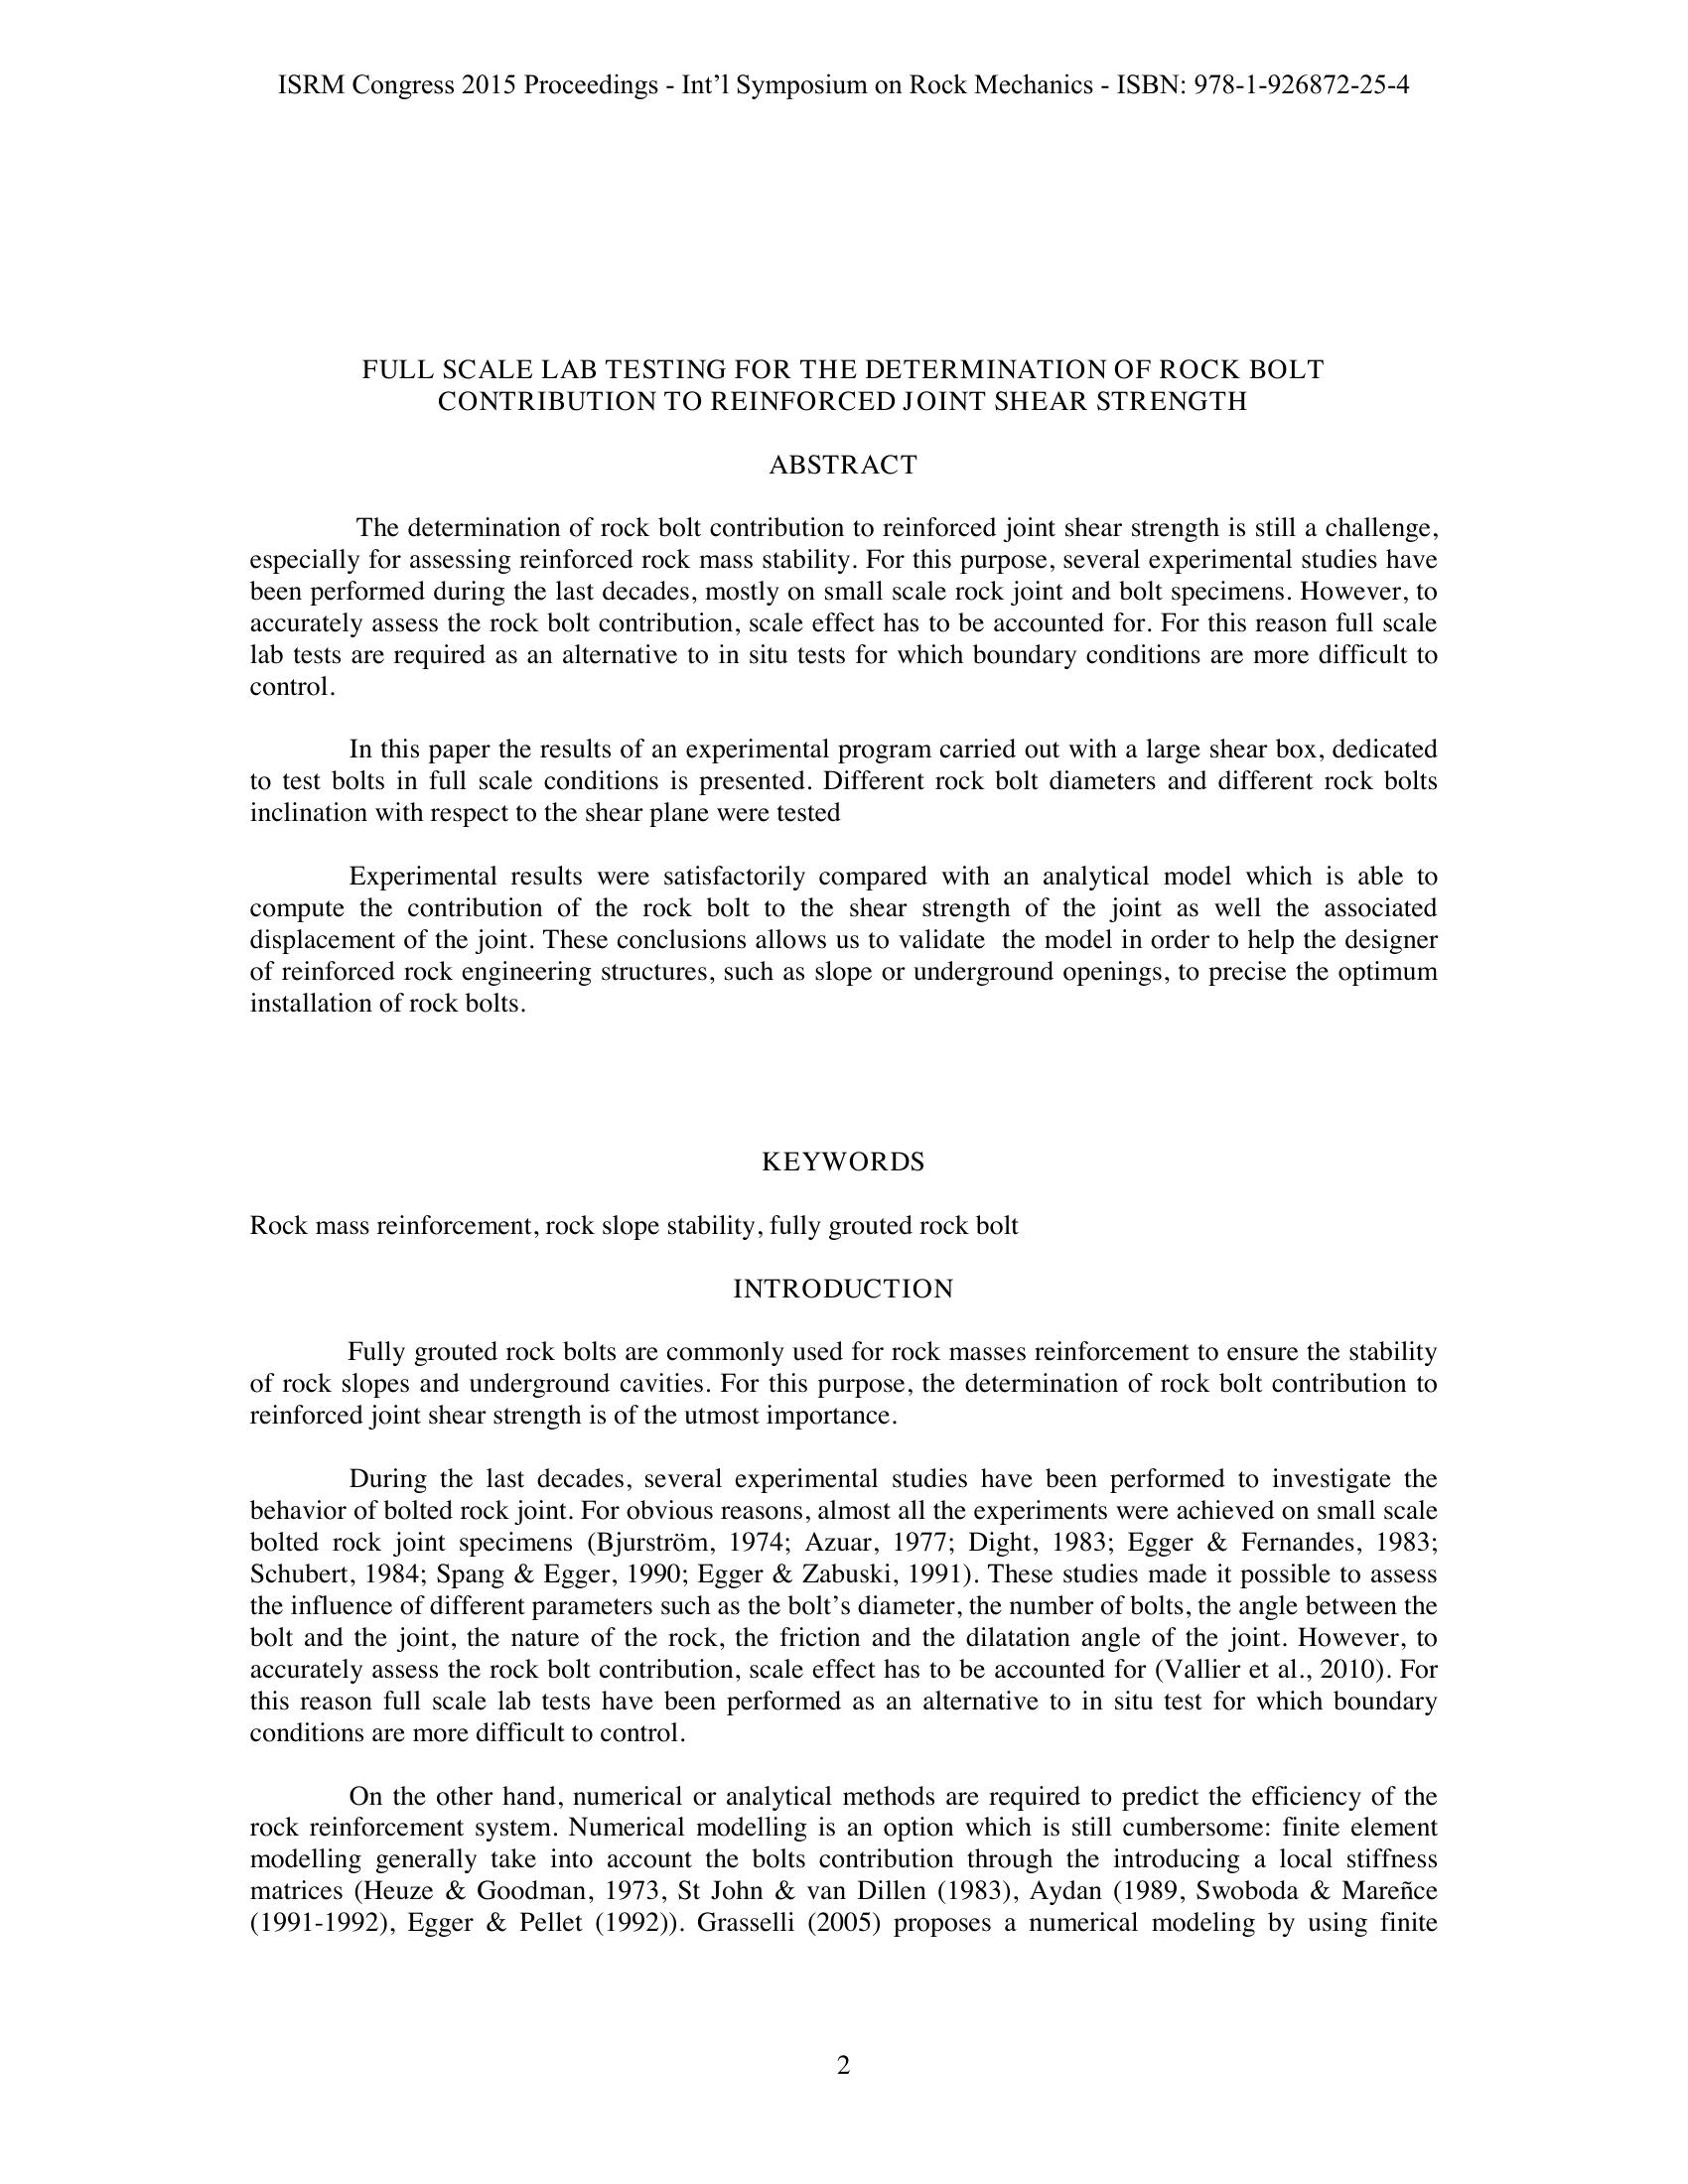 ISRM Congress 2015 Proceedings - Int’l Symposium on Rock Mechanics - ISBN: 978-1-926872-25-4
FULL SCALE LAB TESTING FOR THE DETERMINATION OF ROCK BOLT
CONTRIBUTION TO REINFORCED JOINT SHEAR STRENGTH
ABSTRACT
The determination of rock bolt contribution to reinforced joint shear strength is still a challenge,
especially for assessing reinforced rock mass stability. For this purpose, several experimental studies have
been performed during the last decades, mostly on small scale rock joint and bolt specimens. However, to
accurately assess the rock bolt contribution, scale effect has to be accounted for. For this reason full scale
lab tests are required as an alternative to in situ tests for which boundary conditions are more difficult to
control.
In this paper the results of an experimental program carried out with a large shear box, dedicated
to test bolts in full scale conditions is presented. Different rock bolt diameters and different rock bolts
inclination with respect to the shear plane were tested
Experimental results were satisfactorily compared with an analytical model which is able to
compute the contribution of the rock bolt to the shear strength of the joint as well the associated
displacement of the joint. These conclusions allows us to validate the model in order to help the designer
of reinforced rock engineering structures, such as slope or underground openings, to precise the optimum
installation of rock bolts.
KEYWORDS
Rock mass reinforcement, rock slope stability, fully grouted rock bolt
INTRODUCTION
Fully grouted rock bolts are commonly used for rock masses reinforcement to ensure the stability
of rock slopes and underground cavities. For this purpose, the determination of rock bolt contribution to
reinforced joint shear strength is of the utmost importance.
During the last decades, several experimental studies have been performed to investigate the
behavior of bolted rock joint. For obvious reasons, almost all the experiments were achieved on small scale
bolted rock joint specimens (Bjurström, 1974; Azuar, 1977; Dight, 1983; Egger & Fernandes, 1983;
Schubert, 1984; Spang & Egger, 1990; Egger & Zabuski, 1991). These studies made it possible to assess
the influence of different parameters such as the bolt’s diameter, the number of bolts, the angle between the
bolt and the joint, the nature of the rock, the friction and the dilatation angle of the joint. However, to
accurately assess the rock bolt contribution, scale effect has to be accounted for (Vallier et al., 2010). For
this reason full scale lab tests have been performed as an alternative to in situ test for which boundary
conditions are more difficult to control.
On the other hand, numerical or analytical methods are required to predict the efficiency of the
rock reinforcement system. Numerical modelling is an option which is still cumbersome: finite element
modelling generally take into account the bolts contribution through the introducing a local stiffness
matrices (Heuze & Goodman, 1973, St John & van Dillen (1983), Aydan (1989, Swoboda & Mareñce
(1991-1992), Egger & Pellet (1992)). Grasselli (2005) proposes a numerical modeling by using finite
2